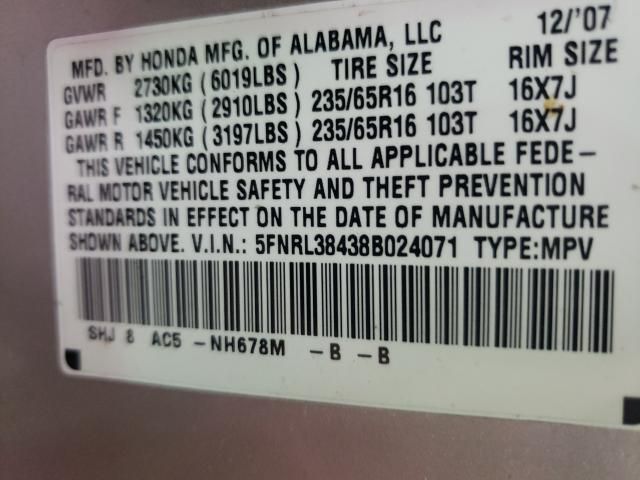 MFD. BY HONDA MFG. OF ALABAMA, LLC 12/'07
GVWR 2730KG (6019LBS) TIRE SIZE RIM SIZE
GAWR F 1320KG (2910LBS) 235/65R16 103T 16X7J
GAWR R 1450KG (3197LBS) 235/65R16 103T 16X7J
THIS VEHICLE CONFORMS TO ALL APPLICABLE FEDE-
RAL MOTOR VEHICLE SAFETY AND THEFT PREVENTION
STANDARDS IN EFFECT ON THE DATE OF MANUFACTURE
SHOWN ABOVE. V.I.N.: 5FNRL38438B024071 TYPE:MPV
SHJ 8 AC5 -NH678M -B -B